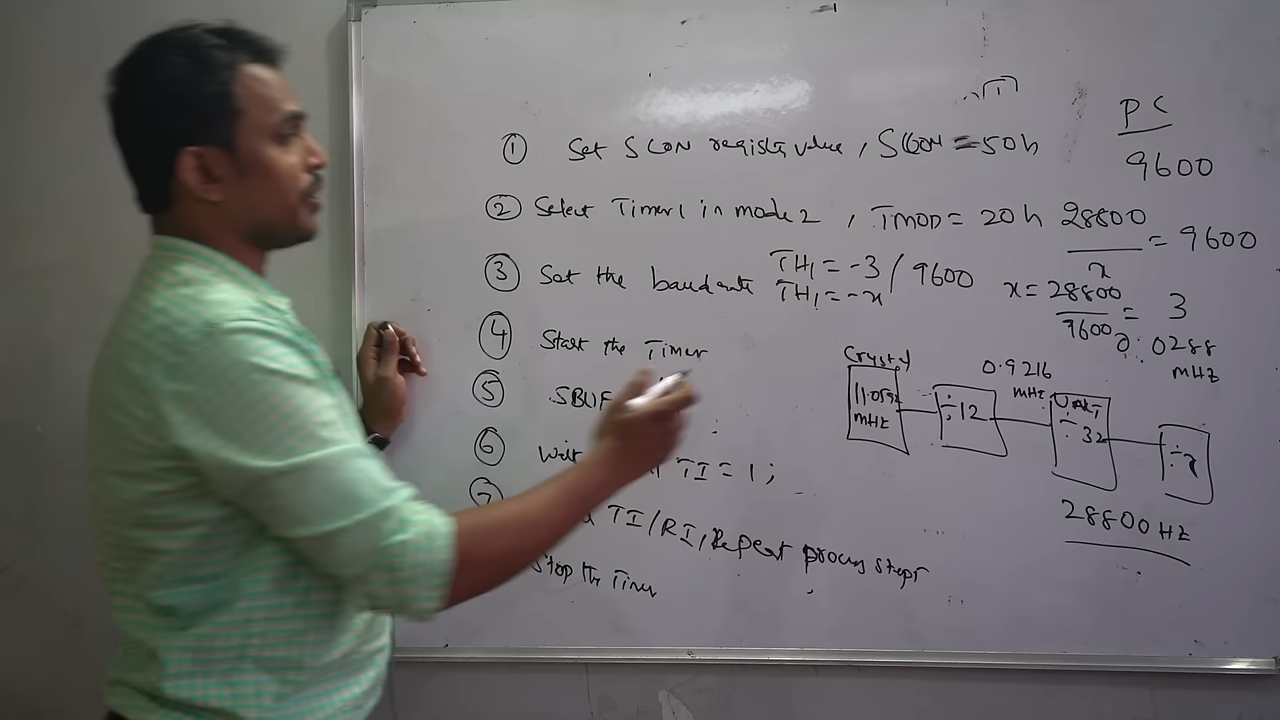 ① Set SCON register value, SCON = 50h
② Select Timer1 in mode 2, TMOD = 20h
③ Set the baudrate TH1 = -3 / 9600
TH1 = -x
④ Start the Timer
⑤ SBUF
⑥ TI = 1;
⑦ TI/RI, Repeat process steps
Stop the Timer
PC
9600
28800
x
= 9600
x = 28800
9600
= 3
0.0288
MHz
Crystal
11.0592
MHz
÷12
0.9216
MHz
UART
÷ 32
÷x
28800 Hz